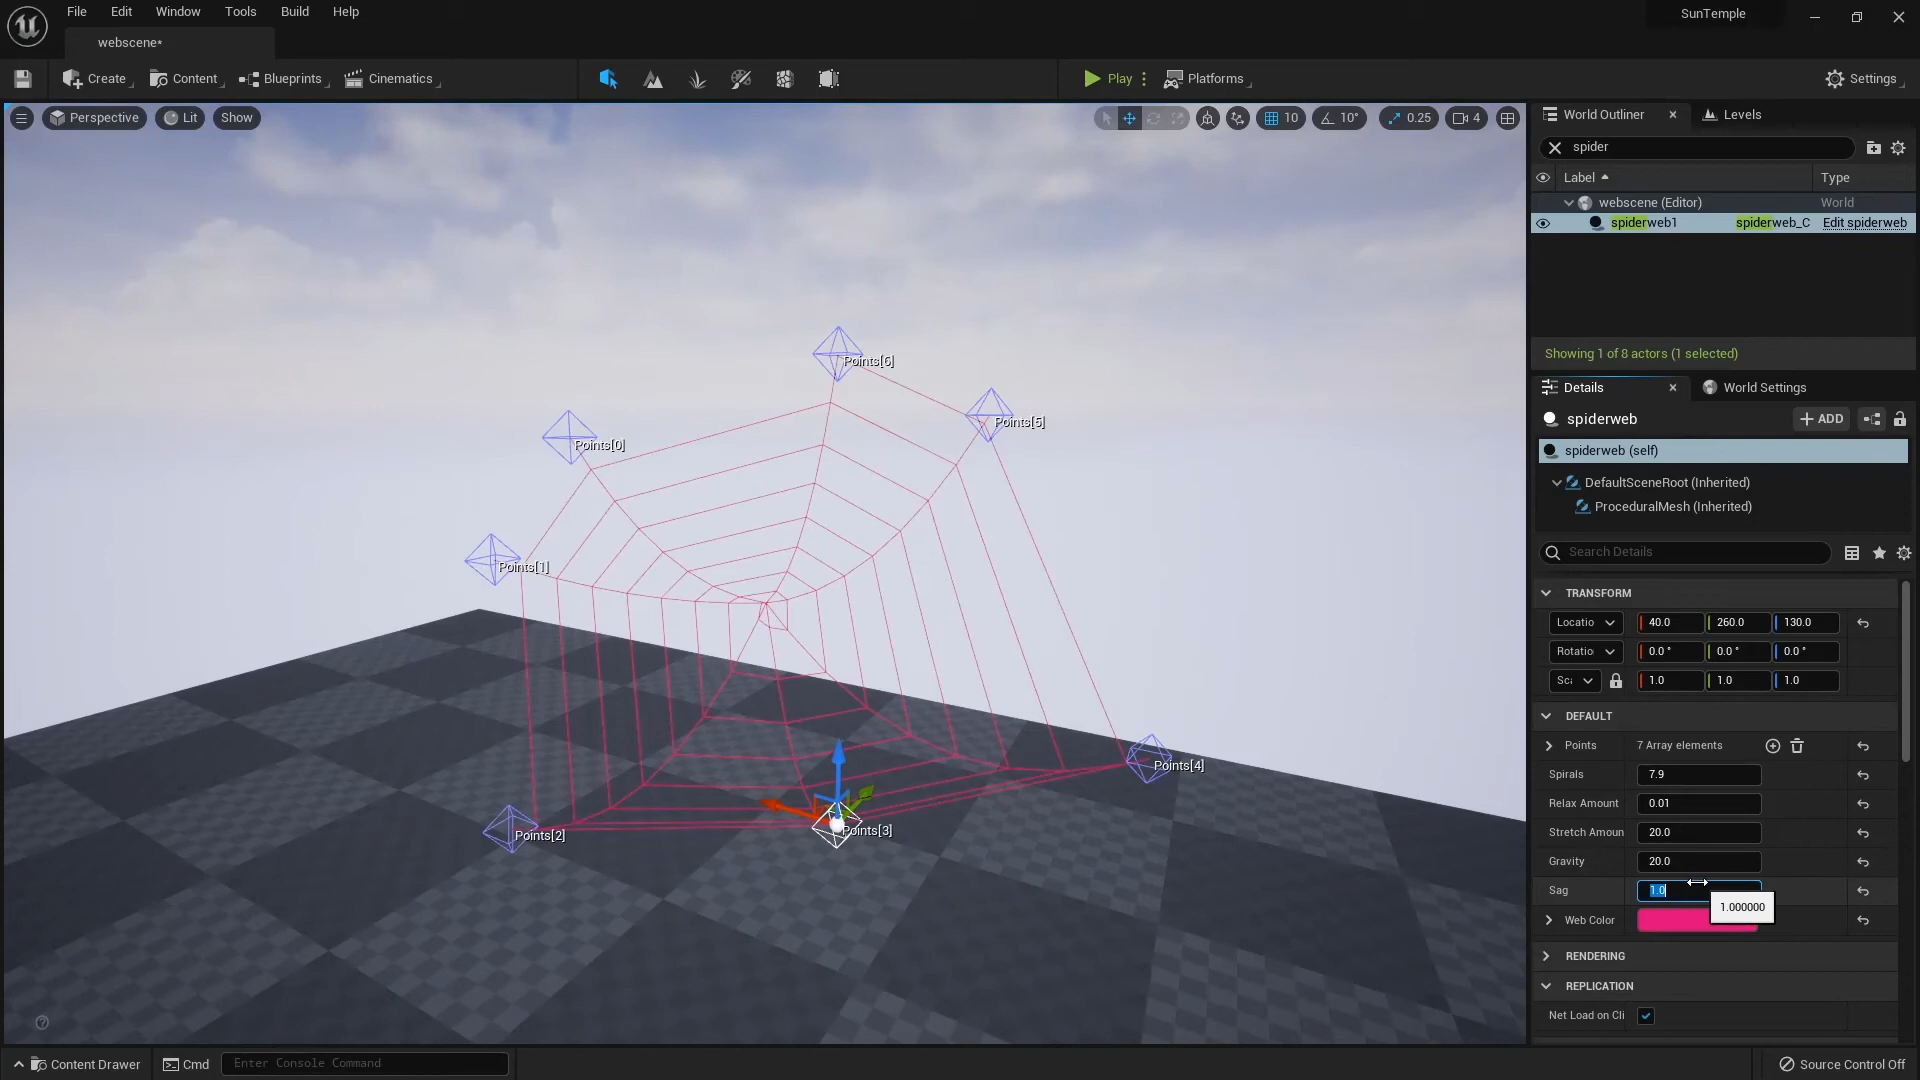 File Edit Window Tools Build Help
SunTemple
webscene*
Create Content Blueprints Cinematics Play Platforms Settings
Perspective Lit Show
10 10° 0.25 4
Points[6]
Points[5]
Points[0]
Points[1]
Points[4]
Points[3]
Points[2]
World Outliner Levels
spider
Label Type
webscene (Editor) World
spiderweb1 spiderweb_C Edit spiderweb
Showing 1 of 8 actors (1 selected)
Details World Settings
spiderweb ADD
spiderweb (self)
DefaultSceneRoot (Inherited)
ProceduralMesh (Inherited)
Search Details
TRANSFORM
Locatio 40.0 260.0 130.0
Rotatio 0.0 ° 0.0 ° 0.0 °
Sca 1.0 1.0 1.0
DEFAULT
Points 7 Array elements
Spirals 7.9
Relax Amount 0.01
Stretch Amoun 20.0
Gravity 20.0
Sag 1.0
1.000000
Web Color
RENDERING
REPLICATION
Net Load on Cli
Content Drawer Cmd Enter Console Command Source Control Off